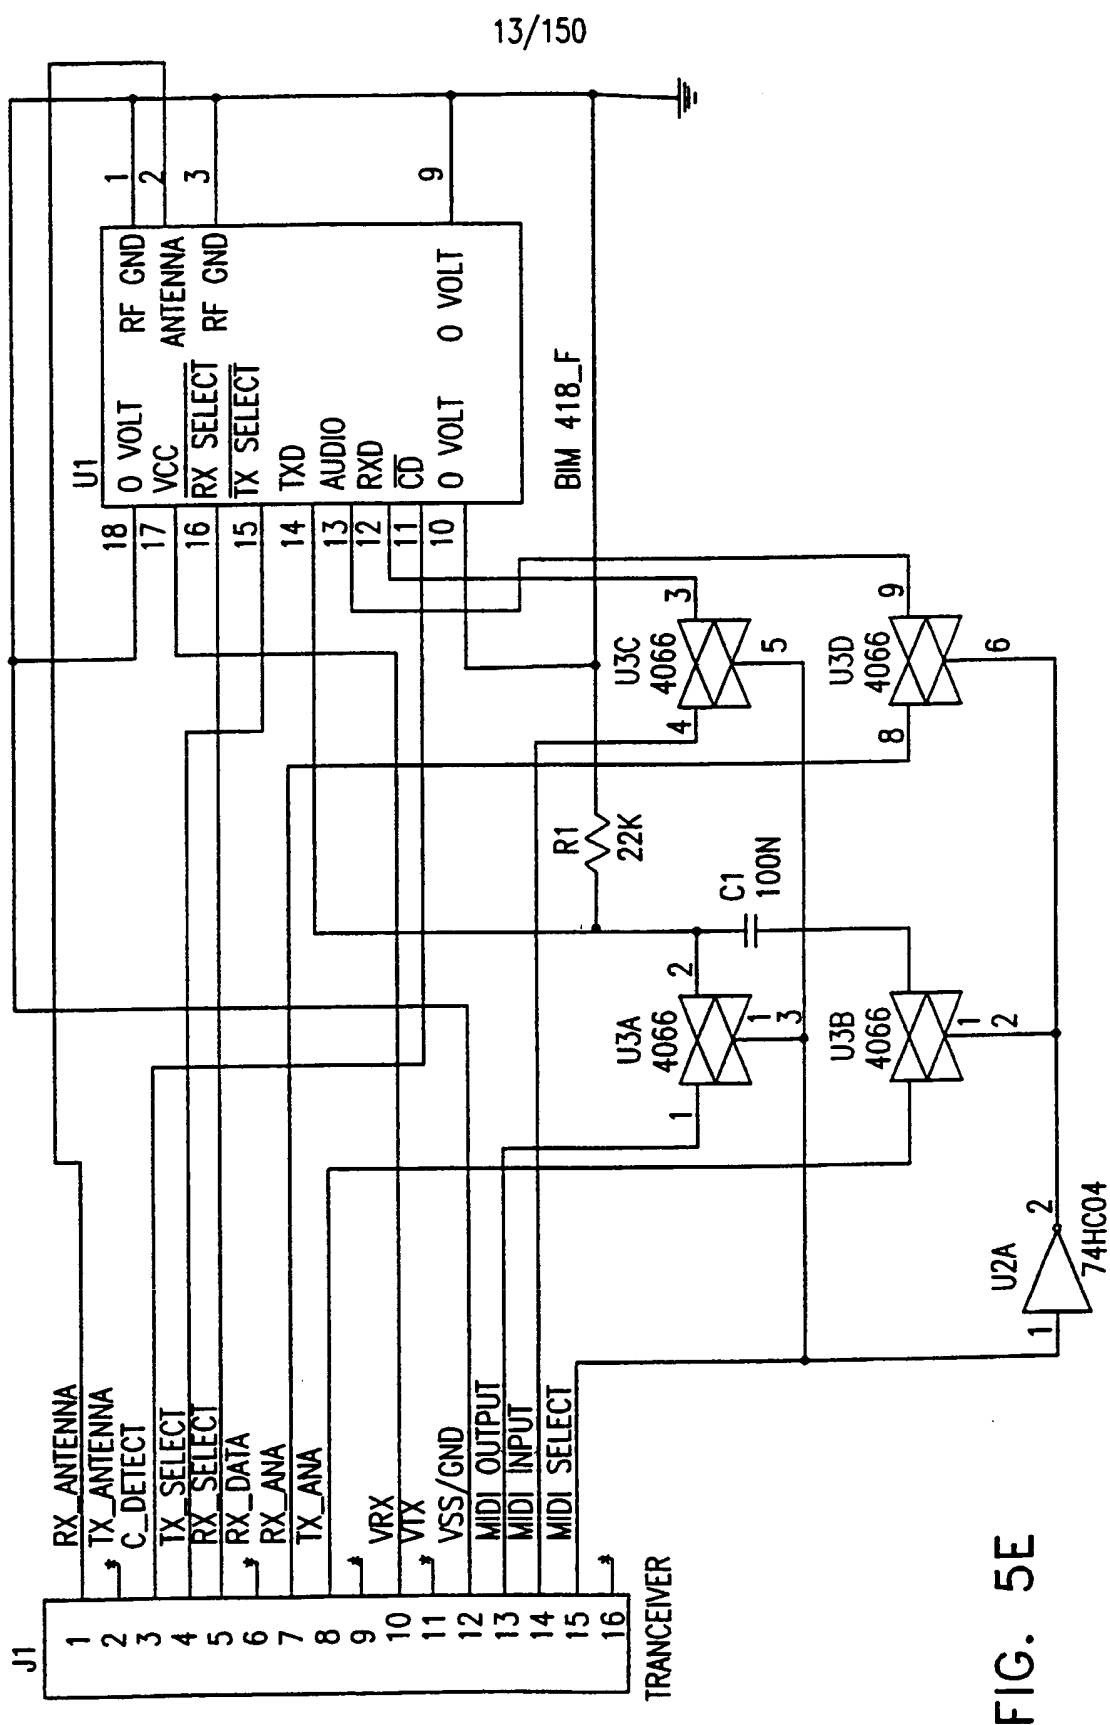 13/150
J1
1
2
3
4
5
6
7
8
9
10
11
12
13
14
15
16
TRANCEIVER
RX_ANTENNA
TX_ANTENNA
C_DETECT
TX_SELECT
RX_SELECT
RX_DATA
RX_ANA
TX_ANA
VRX
VTX
VSS/GND
MIDI OUTPUT
MIDI INPUT
MIDI SELECT
*
*
*
*
*
U1
18
17
16
15
14
13
12
11
10
O VOLT
VCC
RX SELECT
TX SELECT
TXD
AUDIO
RXD
CD
O VOLT
RF GND
ANTENNA
RF GND
O VOLT
1
2
3
9
BIM 418_F
R1
22K
C1
100N
U3A
4066
1
2
1
3
U3B
4066
1
2
U3C
4066
4
3
5
U3D
4066
8
9
6
U2A
1
2
74HC04
FIG. 5E